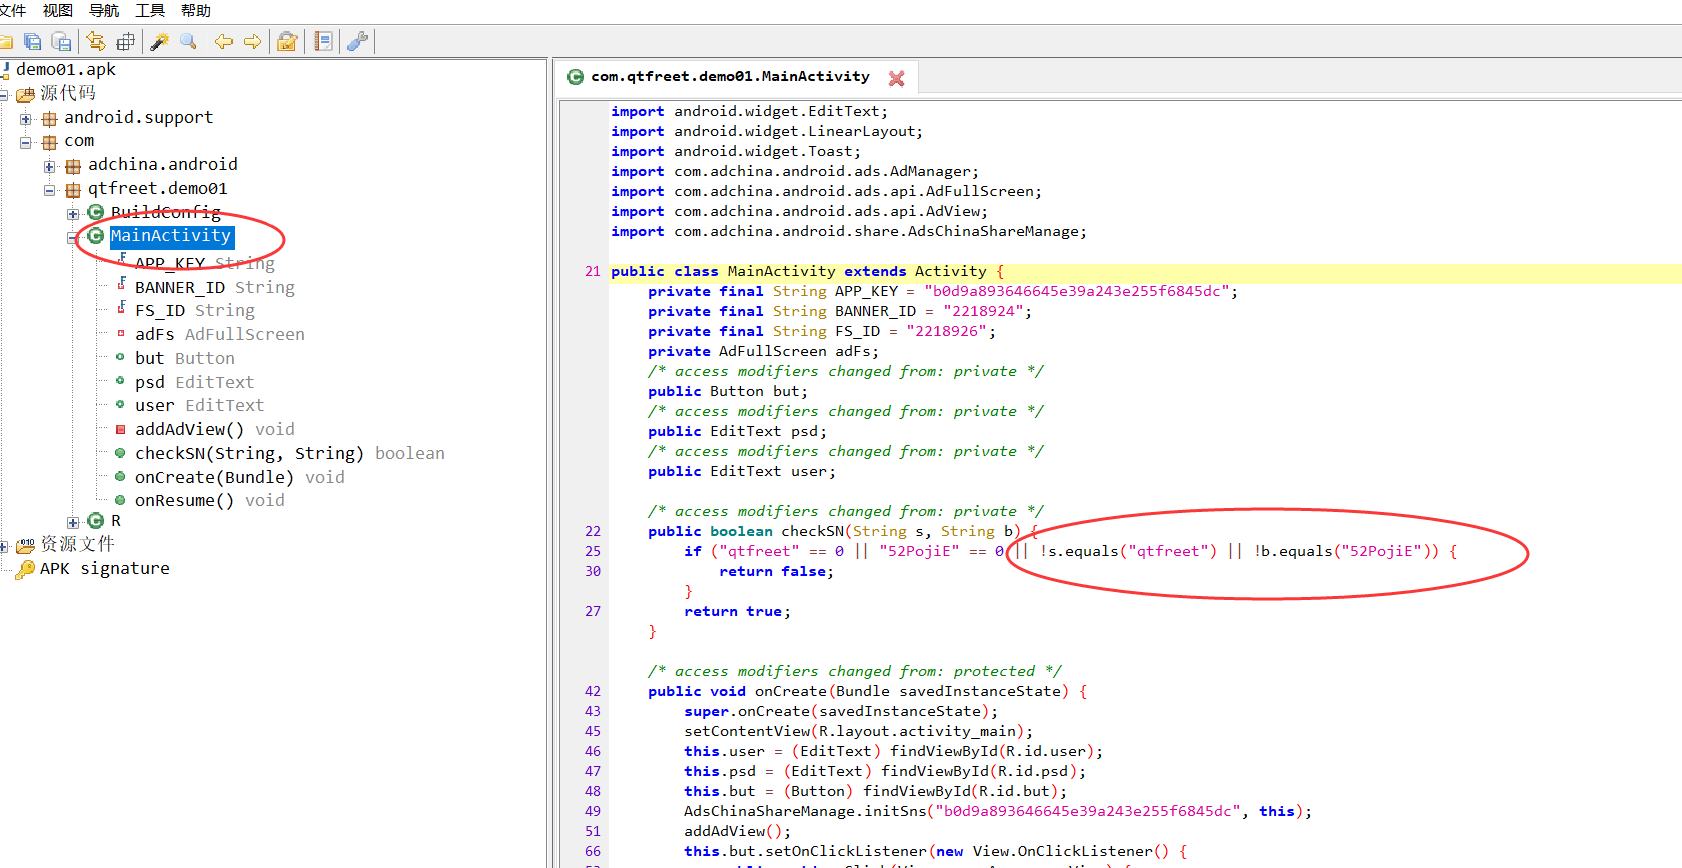 文件 视图 导航 工具 帮助
demo01.apk
源代码
android.support
com
adchina.android
qtfreet.demo01
BuildConfig
MainActivity
APP_KEY String
BANNER_ID String
FS_ID String
adFs AdFullScreen
but Button
psd EditText
user EditText
addAdView() void
checkSN(String, String) boolean
onCreate(Bundle) void
onResume() void
R
资源文件
APK signature
com.qtfreet.demo01.MainActivity
import android.widget.EditText;
import android.widget.LinearLayout;
import android.widget.Toast;
import com.adchina.android.ads.AdManager;
import com.adchina.android.ads.api.AdFullScreen;
import com.adchina.android.ads.api.AdView;
import com.adchina.android.share.AdsChinaShareManage;
21 public class MainActivity extends Activity {
private final String APP_KEY = "b0d9a893646645e39a243e255f6845dc";
private final String BANNER_ID = "2218924";
private final String FS_ID = "2218926";
private AdFullScreen adFs;
/* access modifiers changed from: private */
public Button but;
/* access modifiers changed from: private */
public EditText psd;
/* access modifiers changed from: private */
public EditText user;
/* access modifiers changed from: private */
22 public boolean checkSN(String s, String b) {
25 if ("qtfreet" == 0 || "52PojiE" == 0 || !s.equals("qtfreet") || !b.equals("52PojiE")) {
30 return false;
}
27 return true;
}
/* access modifiers changed from: protected */
42 public void onCreate(Bundle savedInstanceState) {
43 super.onCreate(savedInstanceState);
45 setContentView(R.layout.activity_main);
46 this.user = (EditText) findViewById(R.id.user);
47 this.psd = (EditText) findViewById(R.id.psd);
48 this.but = (Button) findViewById(R.id.but);
49 AdsChinaShareManage.initSns("b0d9a893646645e39a243e255f6845dc", this);
51 addAdView();
66 this.but.setOnClickListener(new View.OnClickListener() {